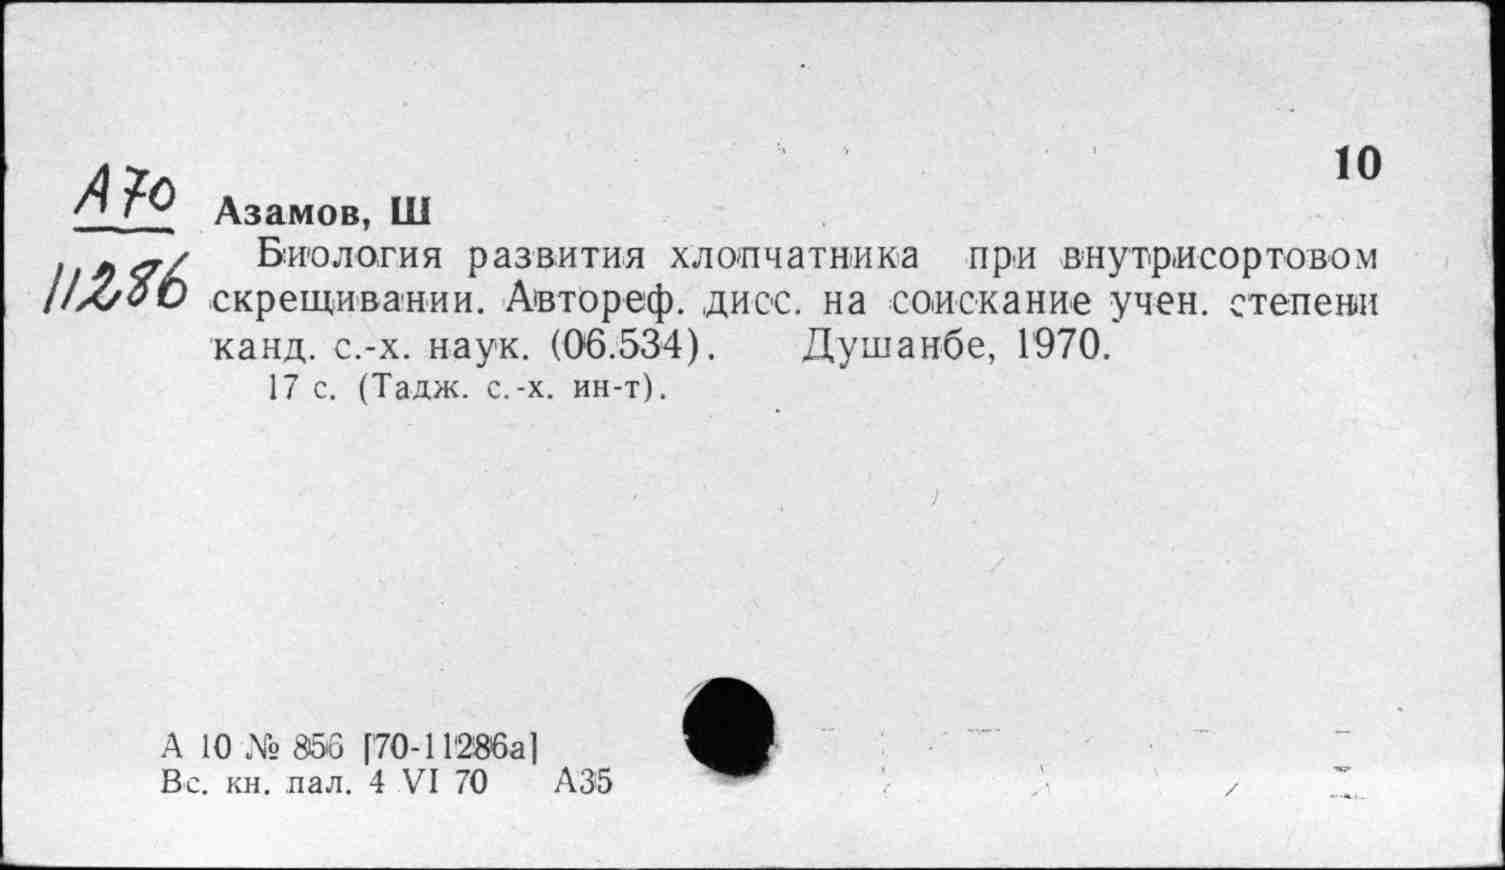 10
А70
11286
Азамов, Ш
Биология развития хлопчатника при внутрисортовом
скрещивании. Автореф. дисс. на соискание учен. степени
канд. с.-х. наук. (06.534). Душанбе, 1970.
17 с. (Тадж. с.-х. ин-т).
А 10 № 856 [70-11286а]
Вс. кн. пал. 4 VI 70 А35